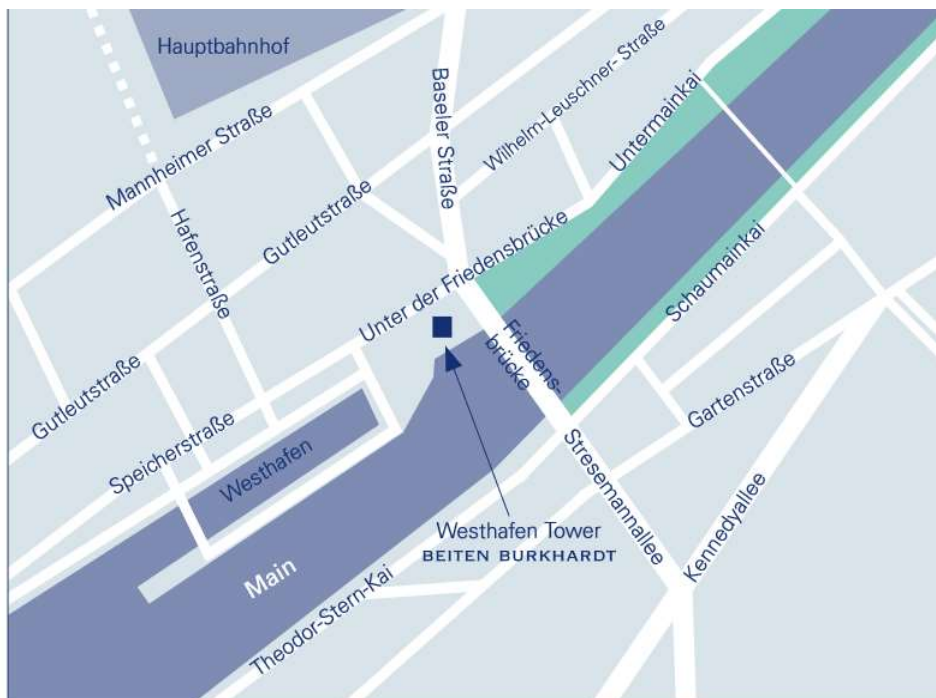 Hauptbahnhof
Baseler Straße
Wilhelm-Leuschner-Straße
Untermainkai
Mannheimer Straße
Hafenstraße
Gutleutstraße
Unter der Friedensbrücke
Schaumainkai
Friedens-
brücke
Gutleutstraße
Speicherstraße
Westhafen
Gartenstraße
Stresemannallee
Kennedyallee
Westhafen Tower
BEITEN BURKHARDT
Main
Theodor-Stern-Kai